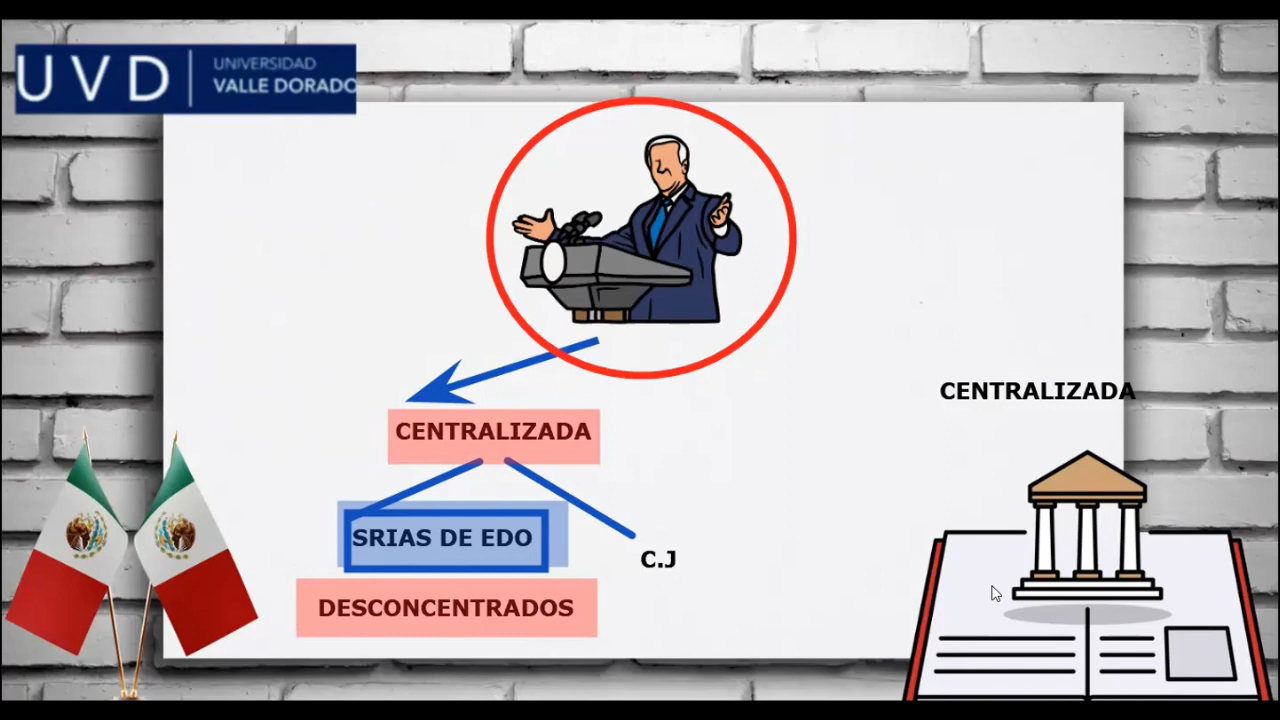 UVD
UNIVERSIDAD
VALLE DORADO
CENTRALIZADA
CENTRALIZADA
SRIAS DE EDO
C.J
DESCONCENTRADOS